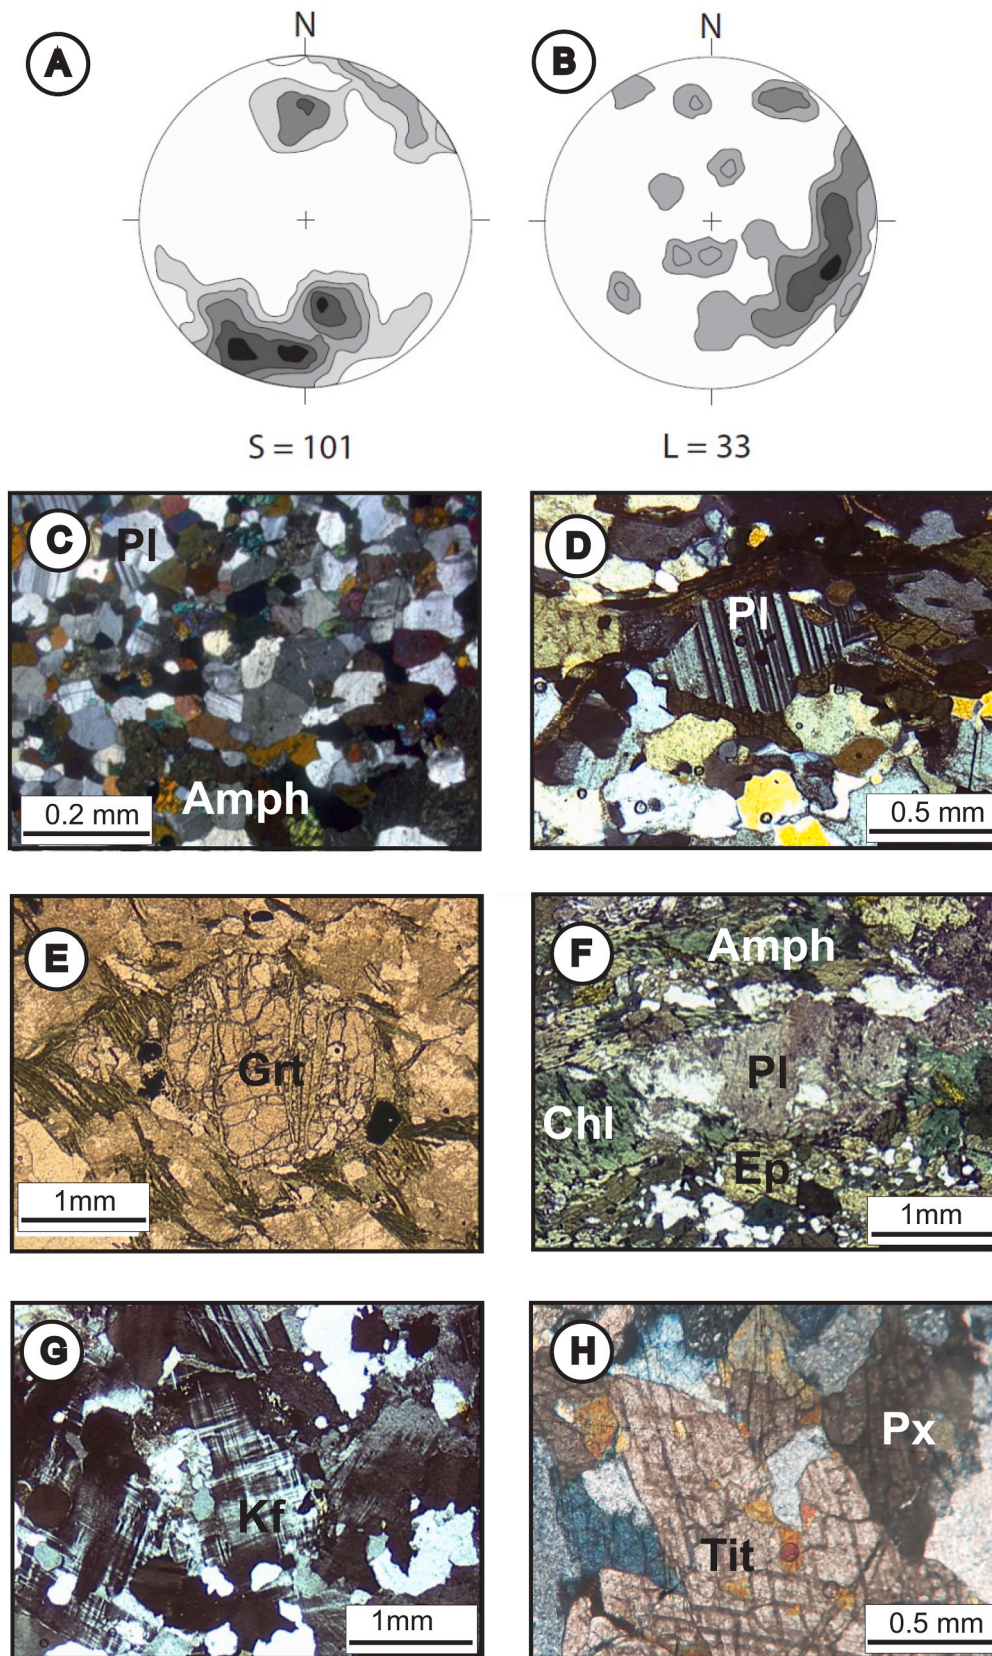 A
N
B
N
S = 101
L = 33
C
Pl
Amph
0.2 mm
D
Pl
0.5 mm
E
Grt
1mm
F
Amph
Pl
Chl
Ep
1mm
G
Kf
1mm
H
Px
Tit
0.5 mm